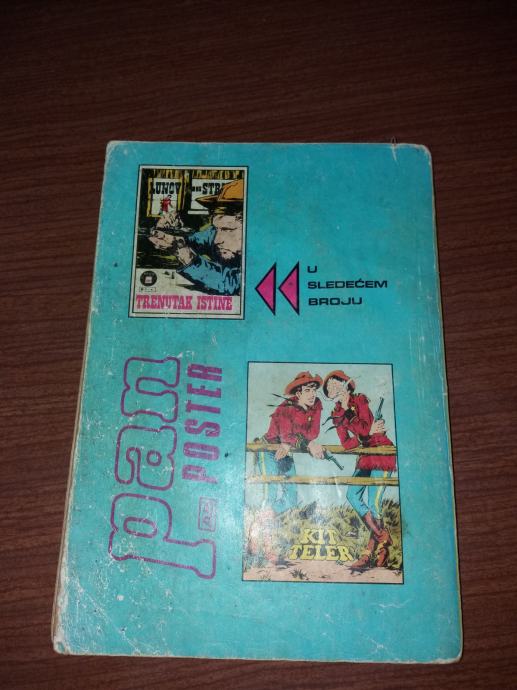 TRENUTAK ISTINE
U
SLEDEĆEM
BROJU
pan
POSTER
KIT
TELER